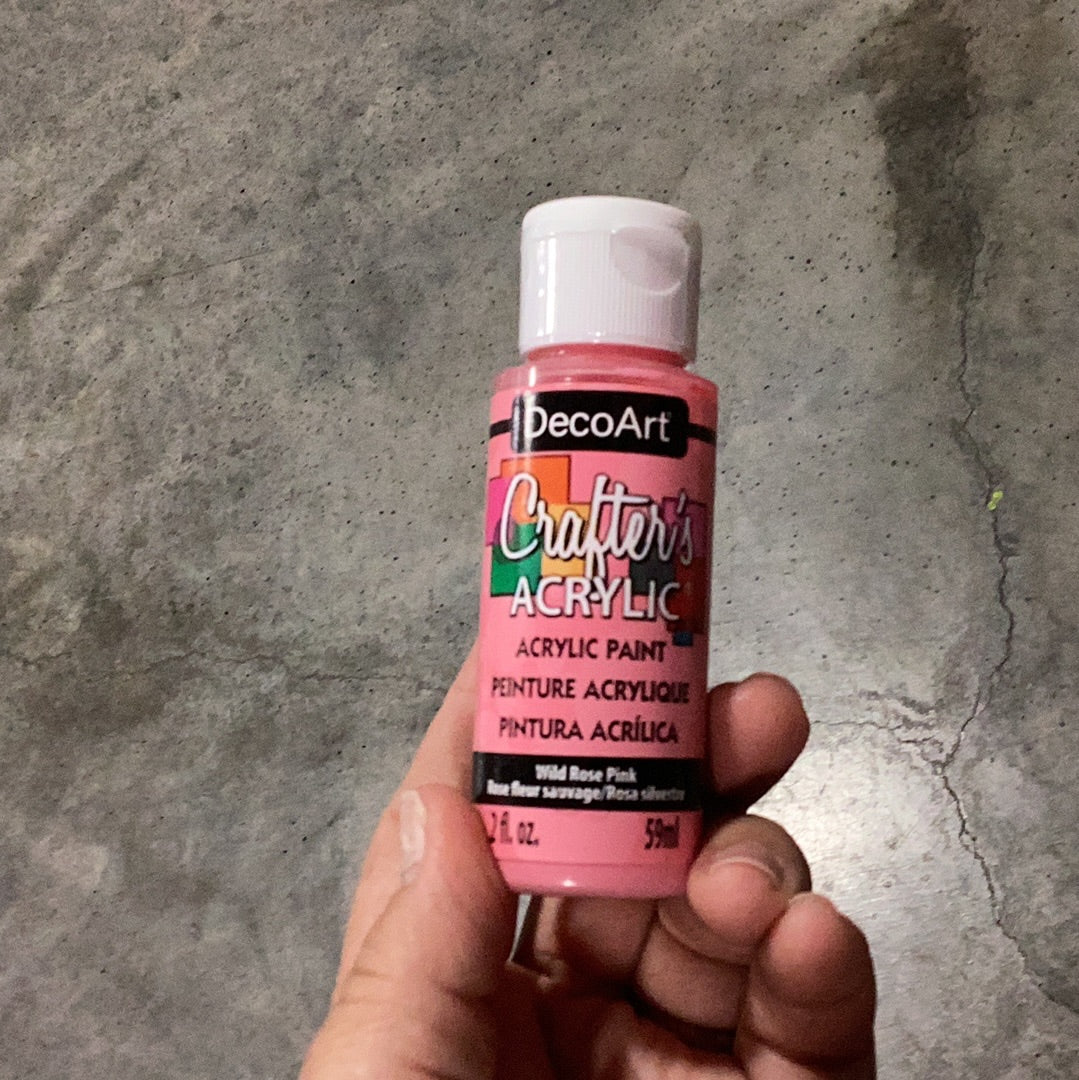 DecoArt
Crafter's
ACRYLIC
ACRYLIC PAINT
PEINTURE ACRYLIQUE
PINTURA ACRÍLICA
Wild Rose Pink
Rose fleur sauvage/Rosa silvestre
2 fl. oz. 59ml